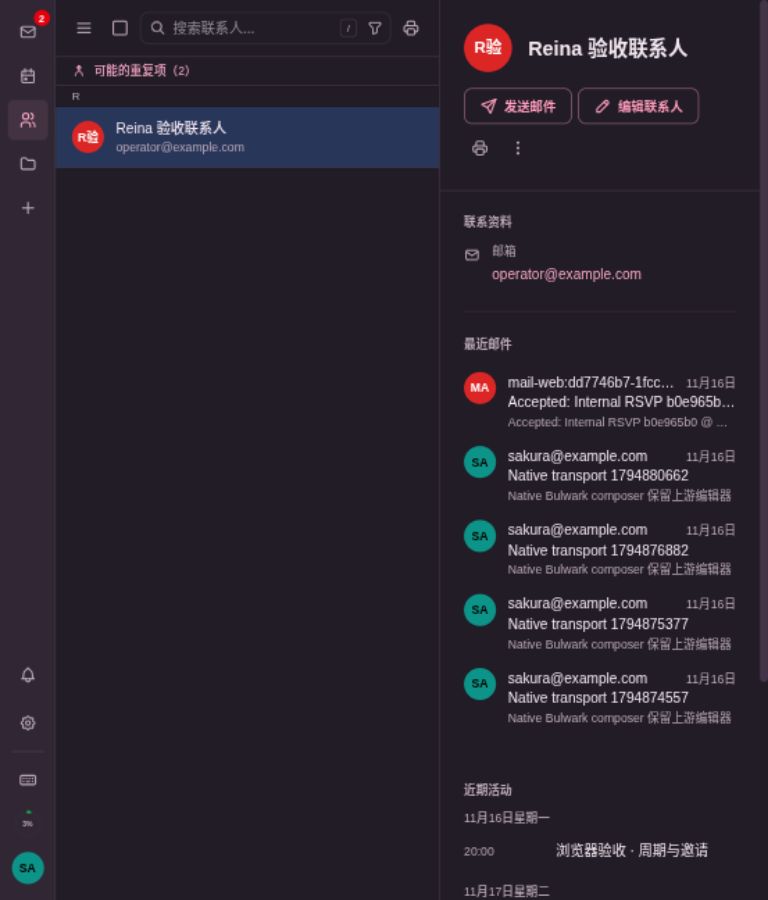 2
搜索联系人...
/
可能的重复项（2）
R
R验
Reina 验收联系人
operator@example.com
3%
SA
R验
Reina 验收联系人
发送邮件
编辑联系人
联系资料
邮箱
operator@example.com
最近邮件
MA
mail-web:dd7746b7-1fcc...
11月16日
Accepted: Internal RSVP b0e965b...
Accepted: Internal RSVP b0e965b0 @ ...
SA
sakura@example.com
11月16日
Native transport 1794880662
Native Bulwark composer 保留上游编辑器
SA
sakura@example.com
11月16日
Native transport 1794876882
Native Bulwark composer 保留上游编辑器
SA
sakura@example.com
11月16日
Native transport 1794875377
Native Bulwark composer 保留上游编辑器
SA
sakura@example.com
11月16日
Native transport 1794874557
Native Bulwark composer 保留上游编辑器
近期活动
11月16日星期一
20:00
浏览器验收 · 周期与邀请
11月17日星期二